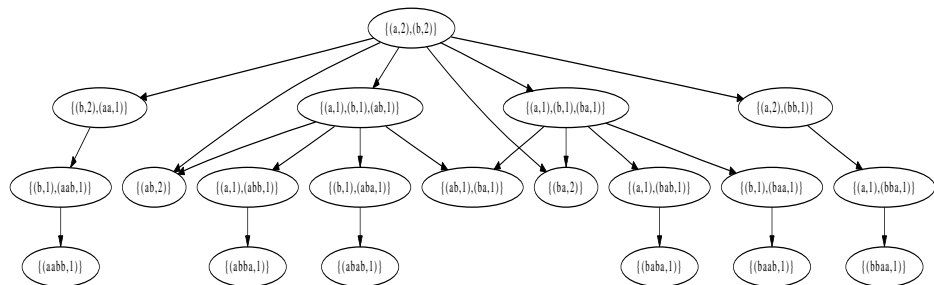 {(a,2),(b,2)}
{(b,2),(aa,1)}
{(a,1),(b,1),(ab,1)}
{(a,1),(b,1),(ba,1)}
{(a,2),(bb,1)}
{(b,1),(aab,1)}
{(ab,2)}
{(a,1),(abb,1)}
{(b,1),(aba,1)}
{(ab,1),(ba,1)}
{(ba,2)}
{(a,1),(bab,1)}
{(b,1),(baa,1)}
{(a,1),(bba,1)}
{(aabb,1)}
{(abba,1)}
{(abab,1)}
{(baba,1)}
{(baab,1)}
{(bbaa,1)}